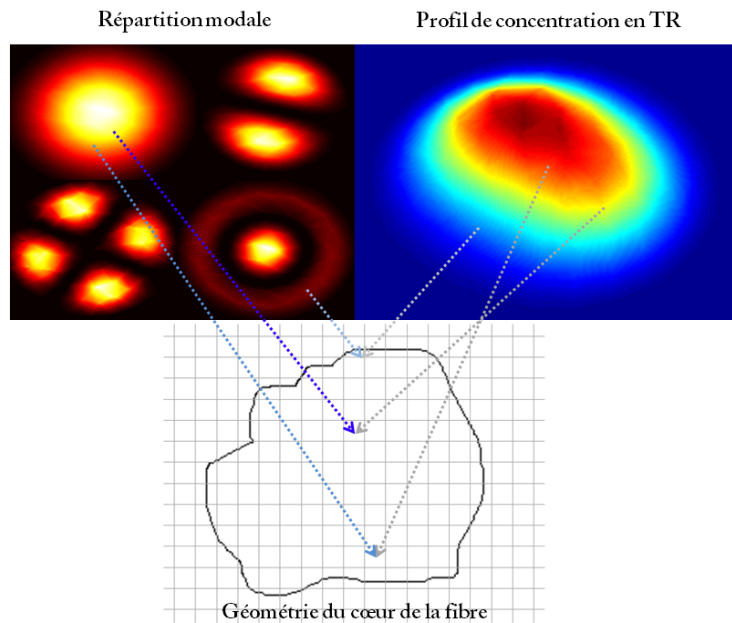 Répartition modale
Profil de concentration en TR
Géométrie du cœur de la fibre